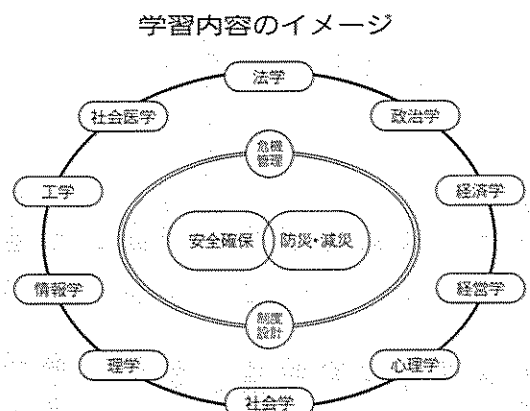 学習内容のイメージ
法学
社会医学
政治学
危機
管理
工学
経済学
安全確保
防災・減災
情報学
経営学
制度
設計
理学
心理学
社会学